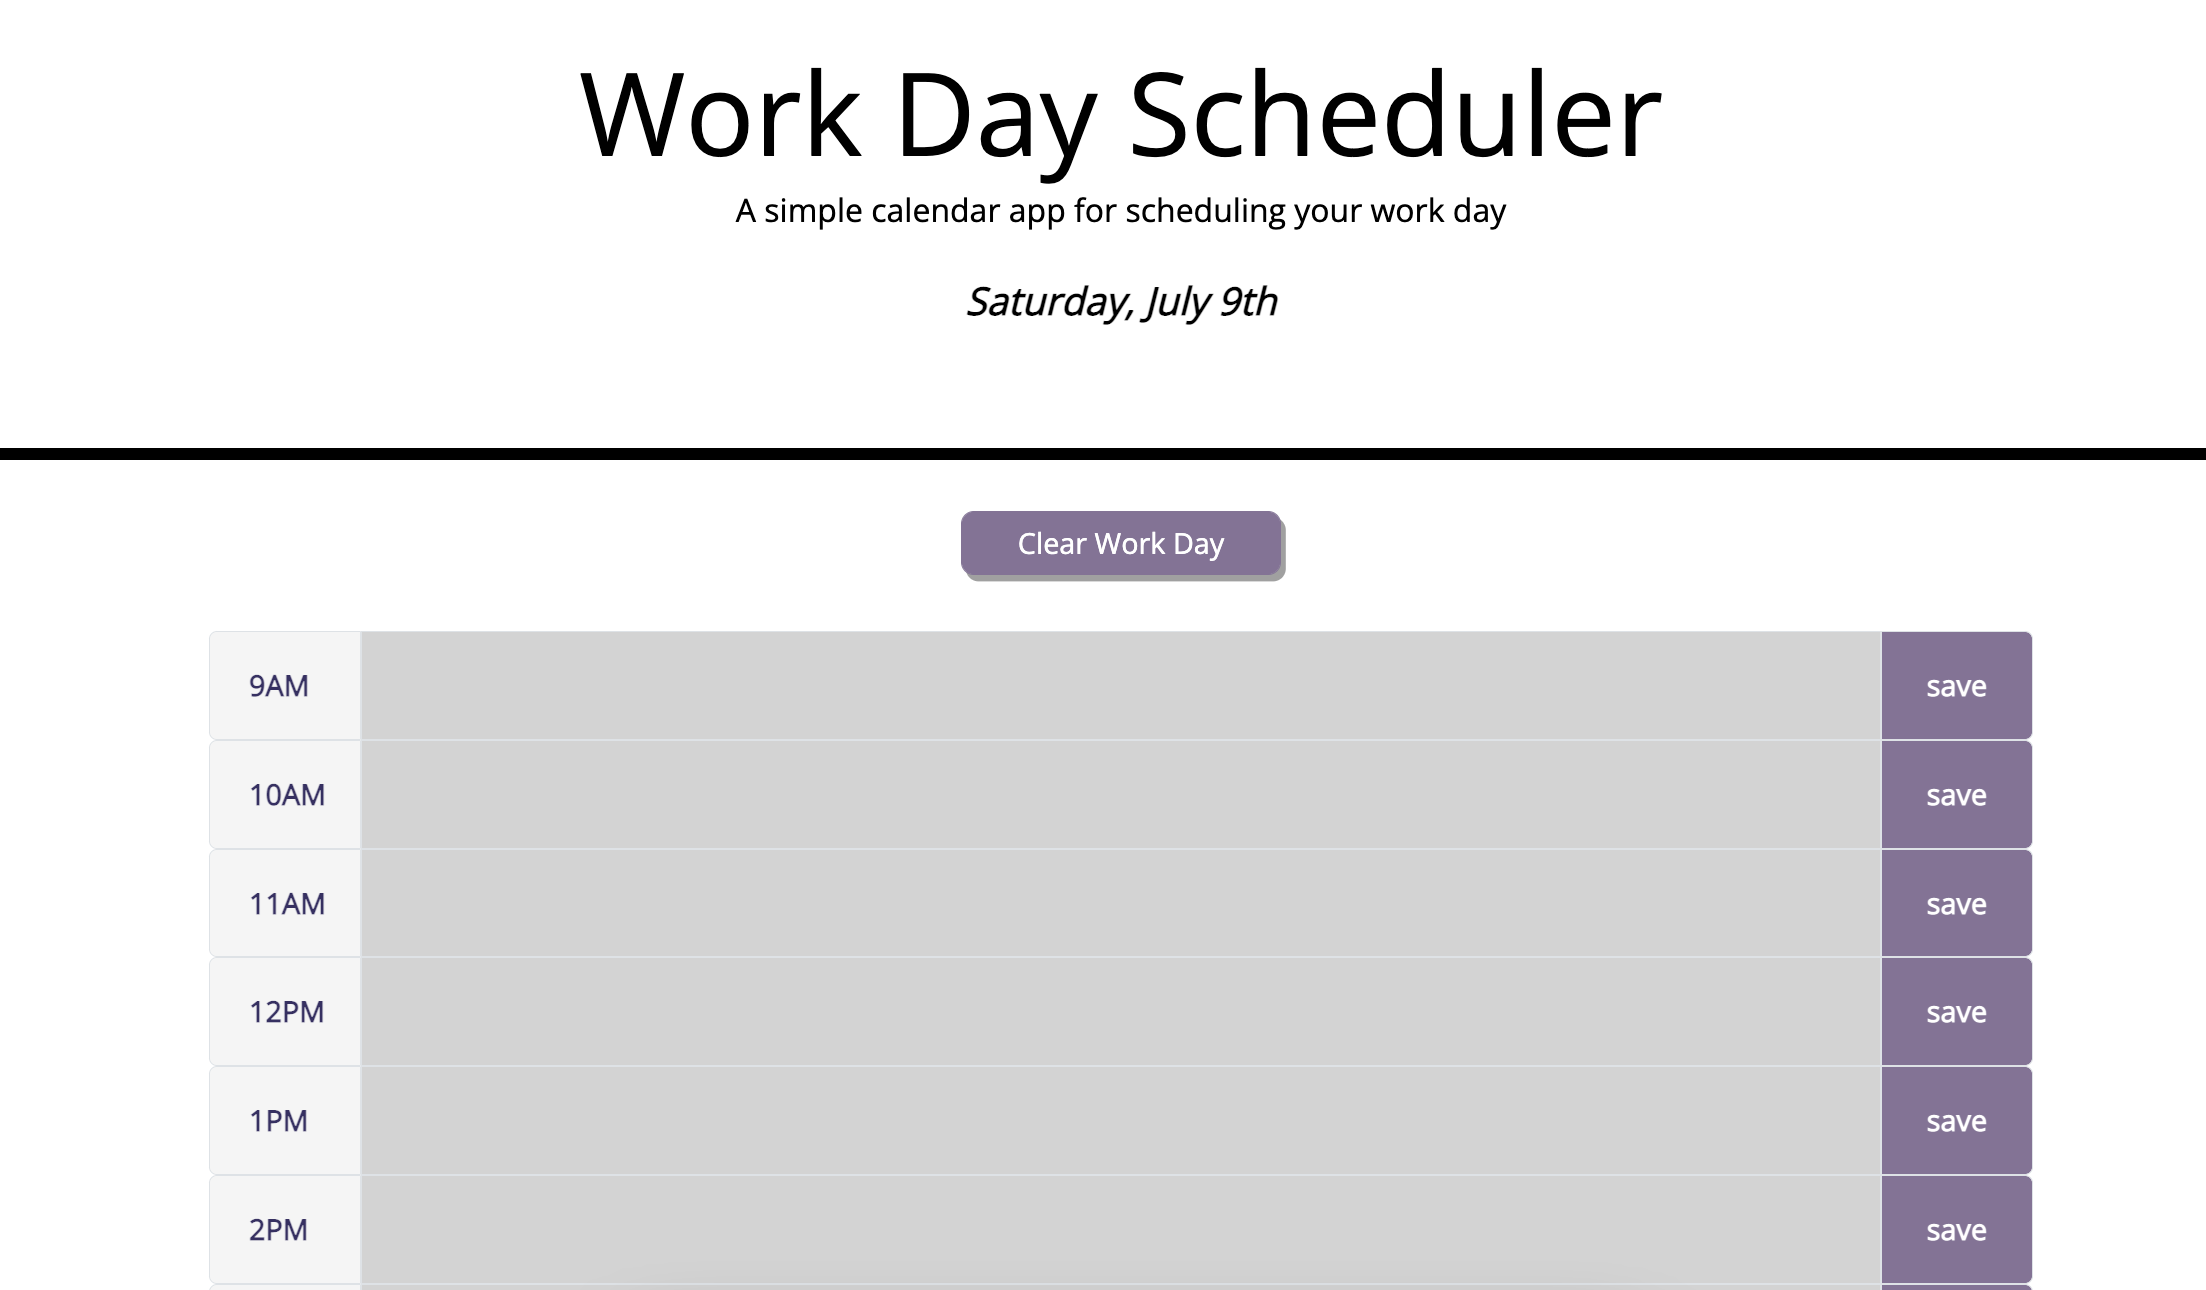 Work Day Scheduler
A simple calendar app for scheduling your work day
Saturday, July 9th
Clear Work Day
9AM save
10AM save
11AM save
12PM save
1PM save
2PM save